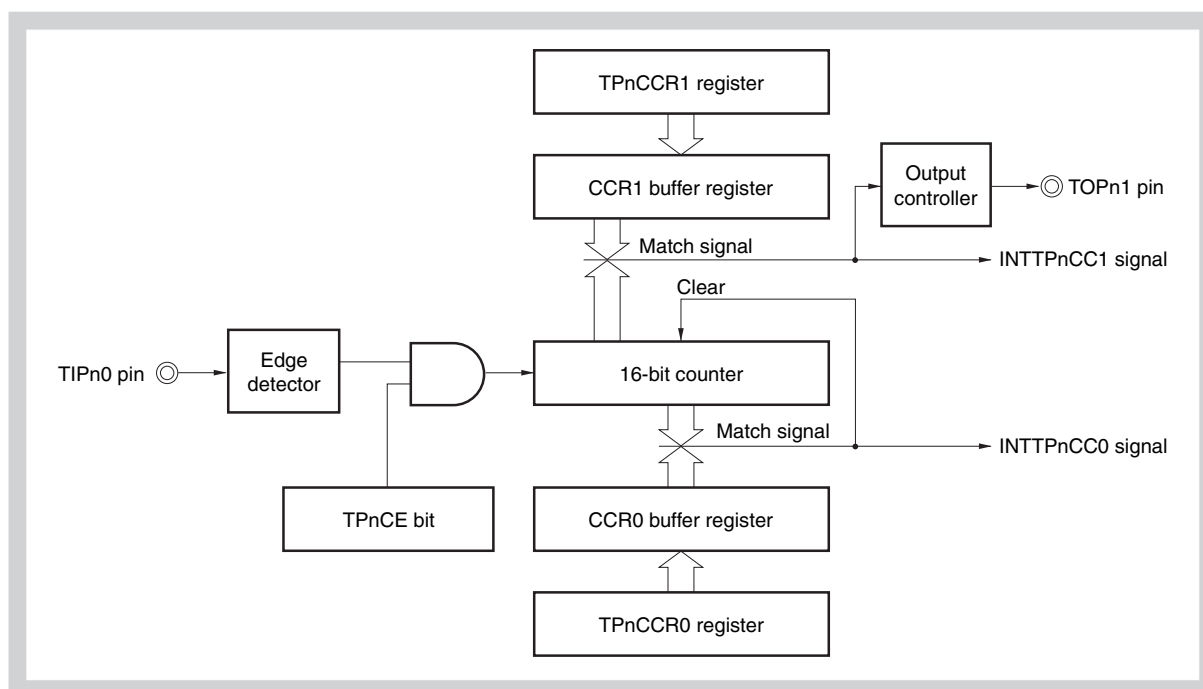 TPnCCR1 register
CCR1 buffer register
Output
controller
TOPn1 pin
Match signal
INTTPnCC1 signal
Clear
TIPn0 pin
Edge
detector
16-bit counter
Match signal
INTTPnCC0 signal
TPnCE bit
CCR0 buffer register
TPnCCR0 register